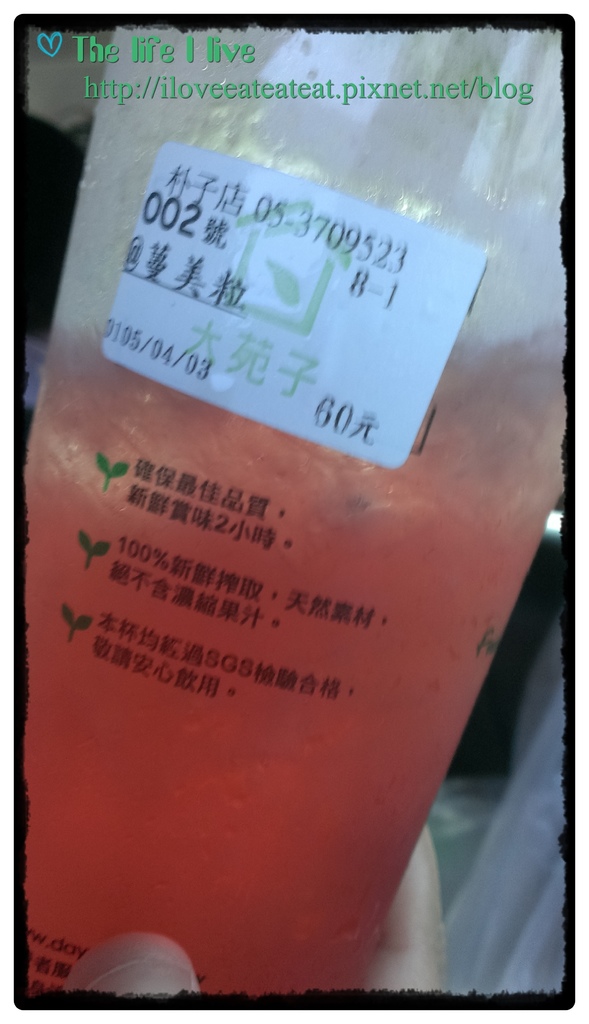 The life I live
http://iloveeateateat.pixnet.net/blog
朴子店 05-3709523
002號
8-1
@蔓美粒
大苑子
0105/04/03
60元
確保最佳品質，
新鮮賞味2小時。
100%新鮮搾取，天然素材，
絕不含濃縮果汁。
本杯均經過SGS檢驗合格，
敬請安心飲用。
w.day
者服